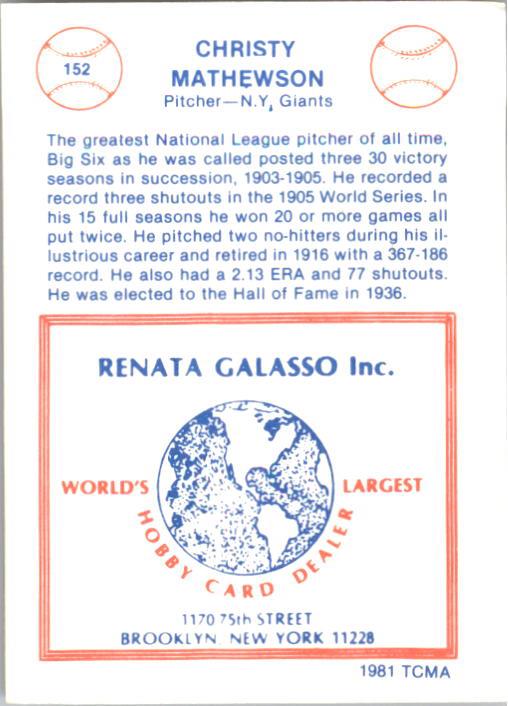 152
CHRISTY
MATHEWSON
Pitcher—N.Y. Giants
The greatest National League pitcher of all time,
Big Six as he was called posted three 30 victory
seasons in succession, 1903-1905. He recorded a
record three shutouts in the 1905 World Series. In
his 15 full seasons he won 20 or more games all
put twice. He pitched two no-hitters during his il-
lustrious career and retired in 1916 with a 367-186
record. He also had a 2.13 ERA and 77 shutouts.
He was elected to the Hall of Fame in 1936.
RENATA GALASSO Inc.
WORLD'S LARGEST
HOBBY CARD DEALER
1170 75th STREET
BROOKLYN, NEW YORK 11228
1981 TCMA